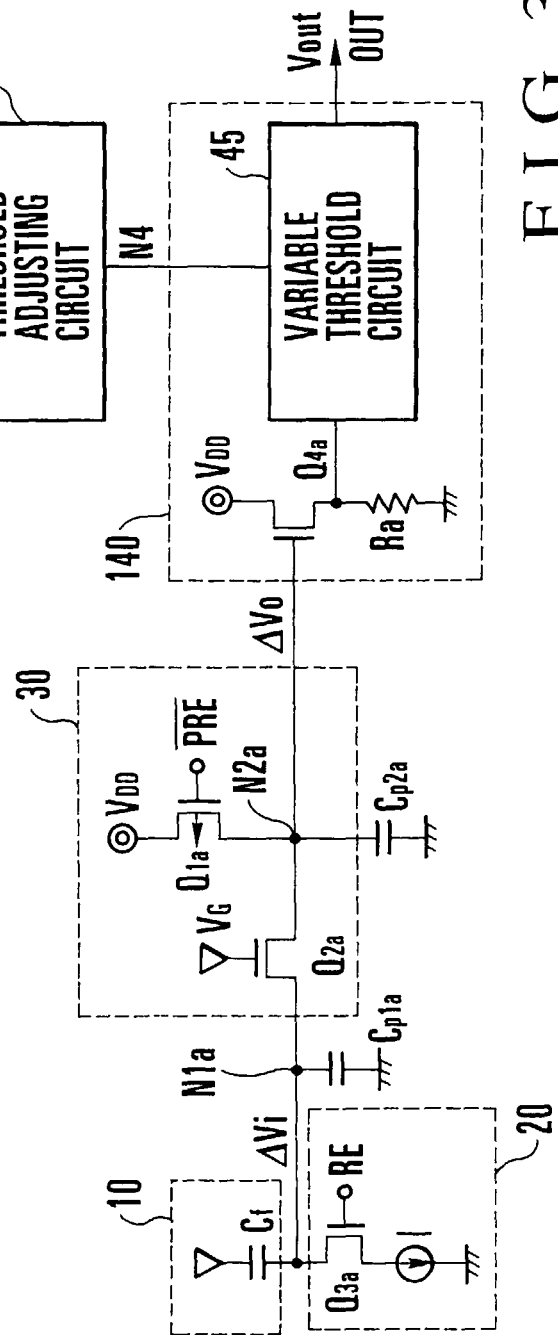 10
Cf
ΔVi
Q3a
RE
I
20
N1a
Cp1a
30
VDD
PRE
Q1a
VG
Q2a
N2a
Cp2a
ΔVo
140
VDD
Q4a
Ra
ADJUSTING
CIRCUIT
N4
45
VARIABLE
THRESHOLD
CIRCUIT
Vout
OUT
FIG